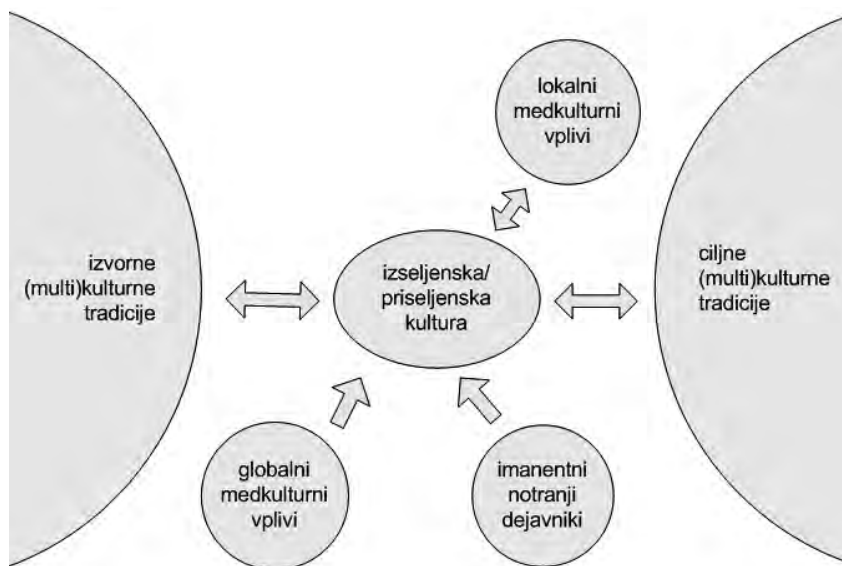 lokalni
medkulturni
vplivi
izvorne
(multi)kulturne
tradicije
izseljenska/
priseljenska
kultura
ciljne
(multi)kulturne
tradicije
globalni
medkulturni
vplivi
imanentni
notranji
dejavniki